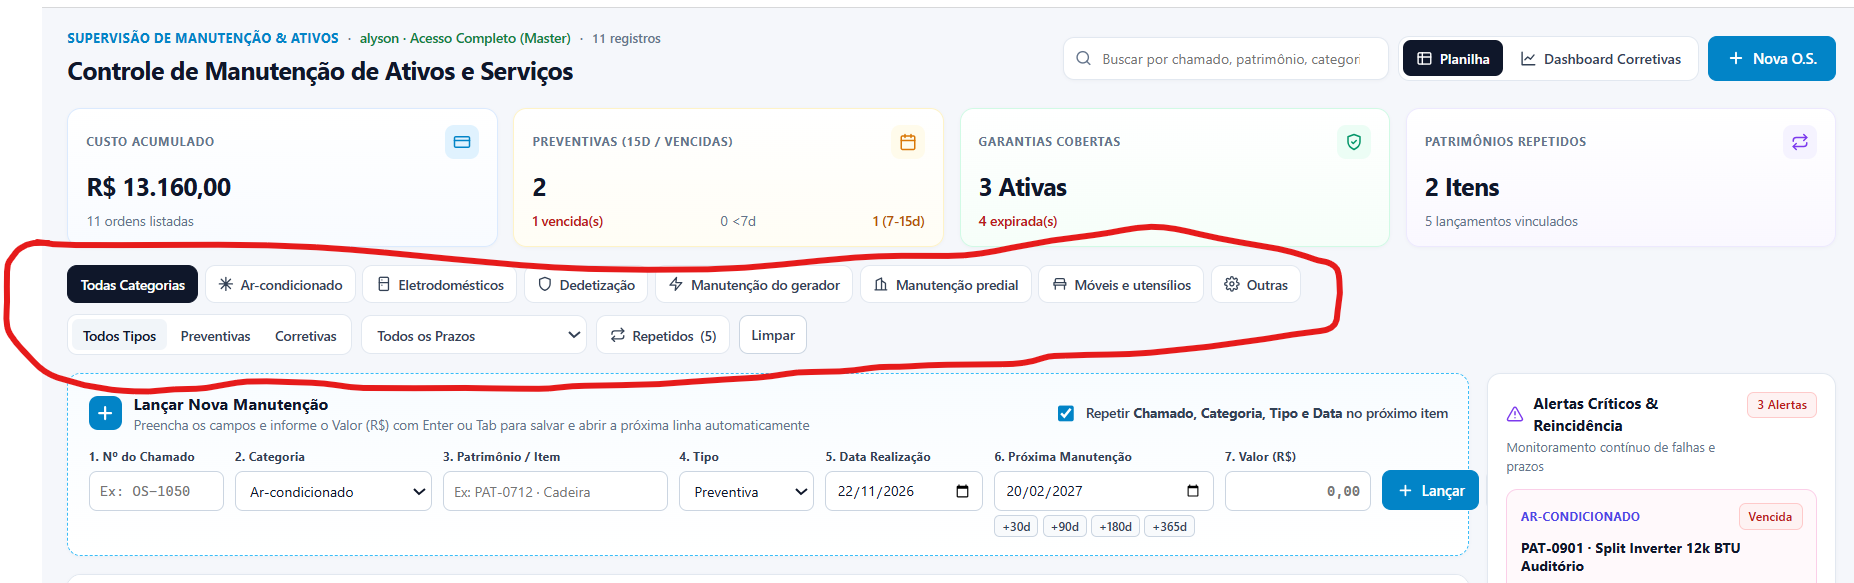 SUPERVISÃO DE MANUTENÇÃO & ATIVOS · alyson · Acesso Completo (Master) · 11 registros
Controle de Manutenção de Ativos e Serviços
Buscar por chamado, patrimônio, categori
Planilha
Dashboard Corretivas
+ Nova O.S.
CUSTO ACUMULADO
R$ 13.160,00
11 ordens listadas
PREVENTIVAS (15D / VENCIDAS)
2
1 vencida(s) 0 <7d 1 (7-15d)
GARANTIAS COBERTAS
3 Ativas
4 expirada(s)
PATRIMÔNIOS REPETIDOS
2 Itens
5 lançamentos vinculados
Todas Categorias Ar-condicionado Eletrodomésticos Dedetização Manutenção do gerador Manutenção predial Móveis e utensílios Outras
Todos Tipos Preventivas Corretivas Todos os Prazos Repetidos (5) Limpar
Lançar Nova Manutenção
Preencha os campos e informe o Valor (R$) com Enter ou Tab para salvar e abrir a próxima linha automaticamente
Repetir Chamado, Categoria, Tipo e Data no próximo item
1. Nº do Chamado 2. Categoria 3. Patrimônio / Item 4. Tipo 5. Data Realização 6. Próxima Manutenção 7. Valor (R$)
Ex: OS-1050 Ar-condicionado Ex: PAT-0712 · Cadeira Preventiva 22/11/2026 20/02/2027 0,00 + Lançar
+30d +90d +180d +365d
Alertas Críticos &
Reincidência
3 Alertas
Monitoramento contínuo de falhas e
prazos
AR-CONDICIONADO Vencida
PAT-0901 · Split Inverter 12k BTU
Auditório